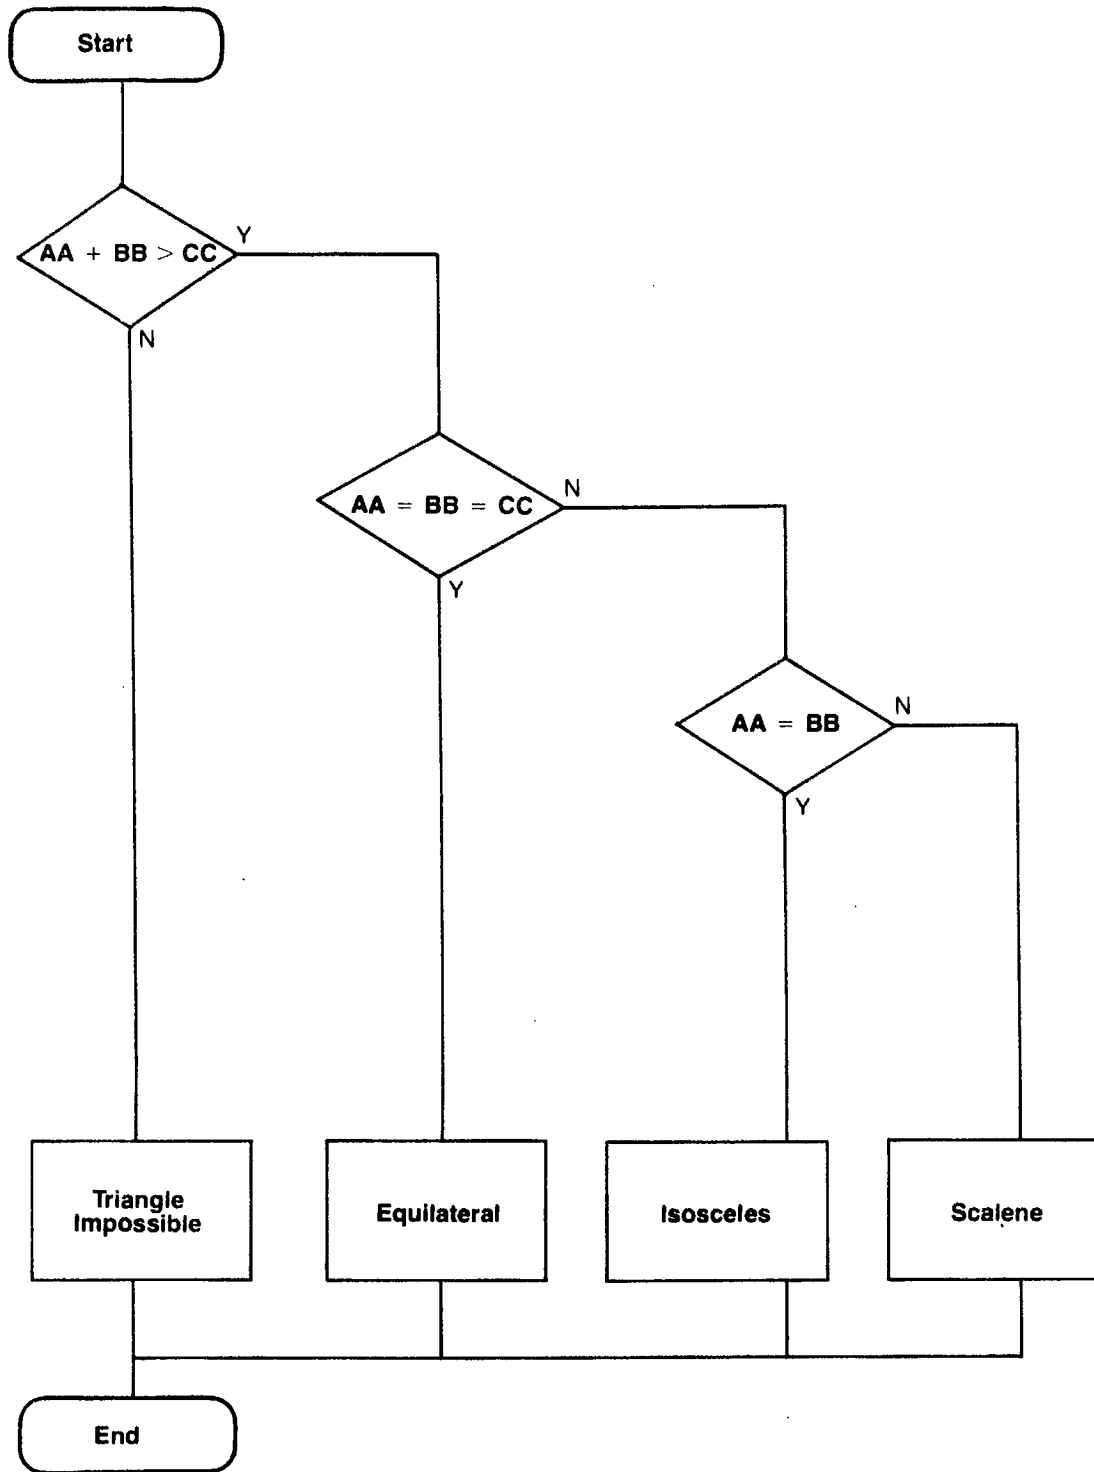 Start
AA + BB > CC
Y
N
AA = BB = CC
N
Y
AA = BB
N
Y
Triangle
Impossible
Equilateral
Isosceles
Scalene
End